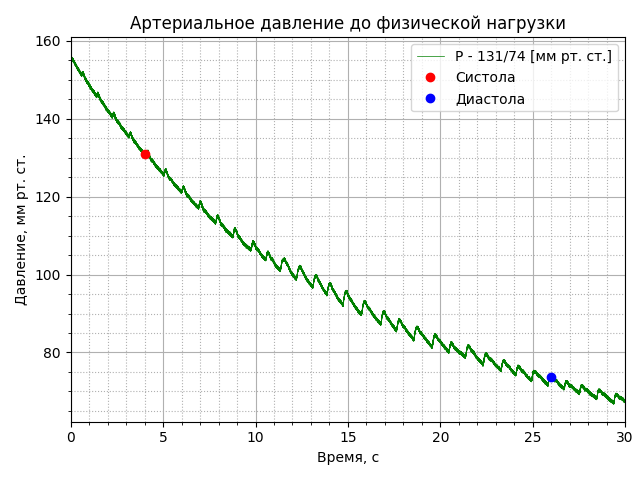 Артериальное давление до физической нагрузки
P - 131/74 [мм рт. ст.]
Систола
Диастола
Давление, мм рт. ст.
160
140
120
100
80
0 5 10 15 20 25 30
Время, с